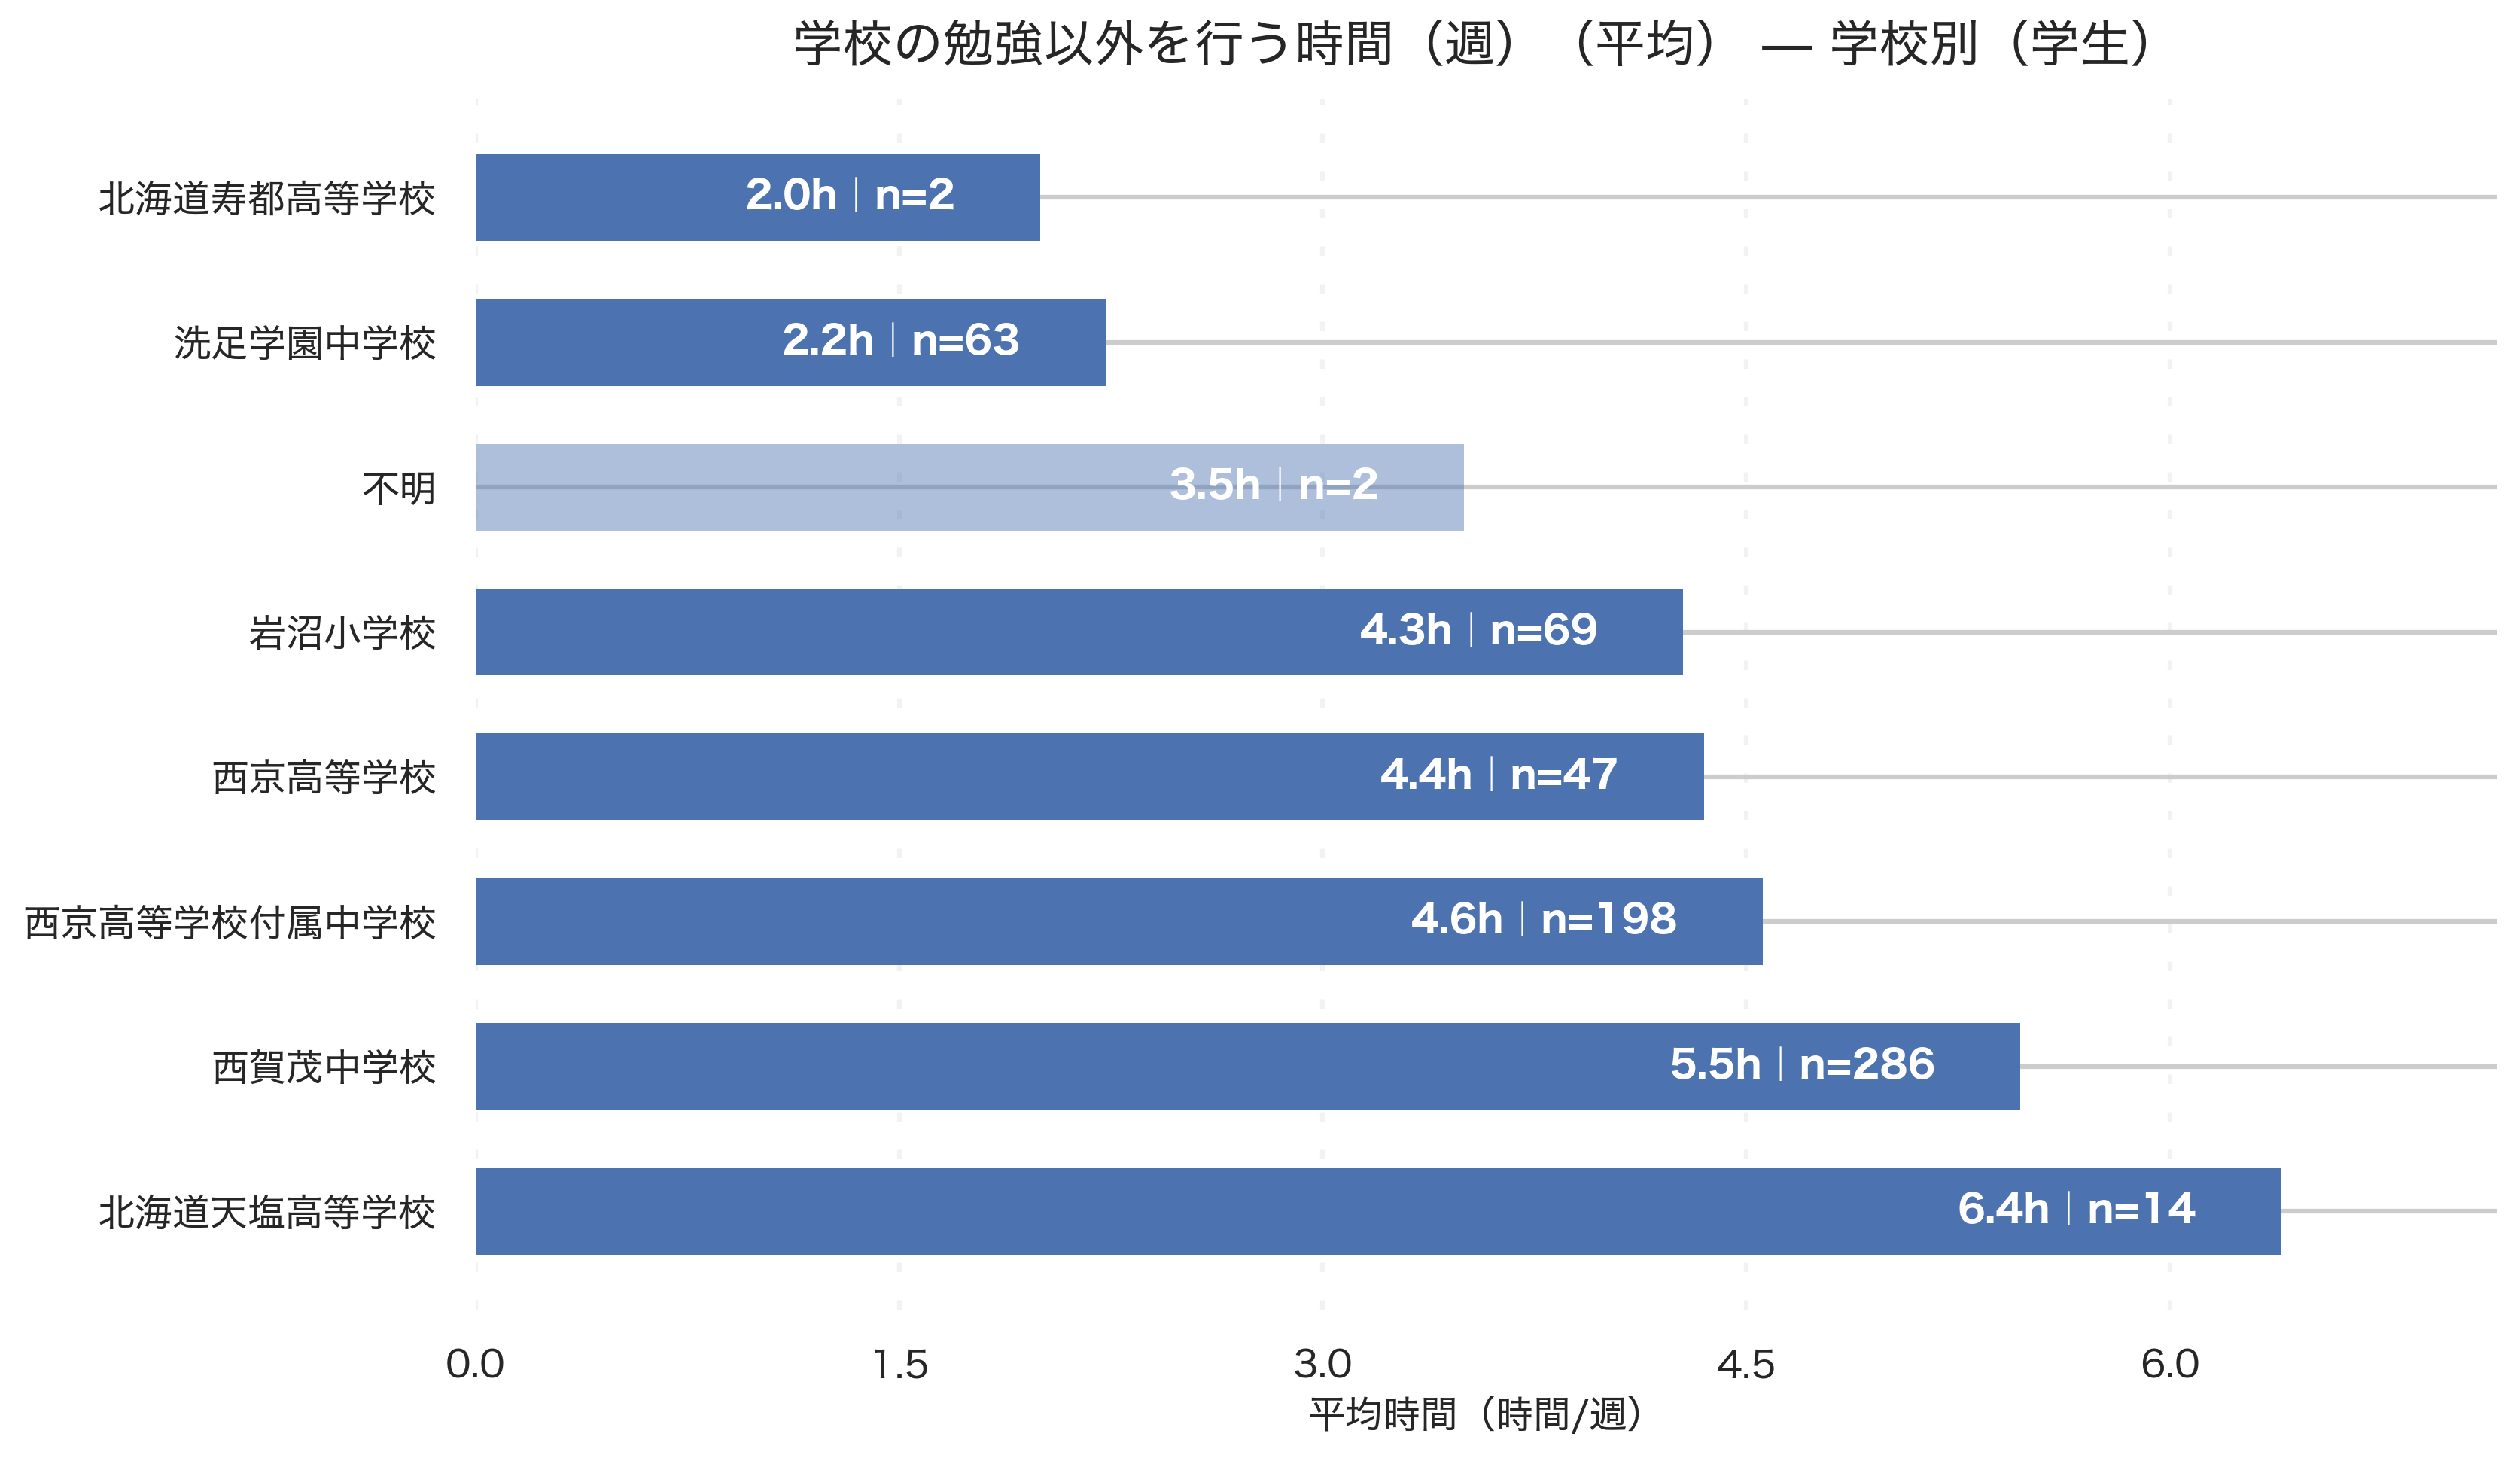 学校の勉強以外を行う時間（週）（平均） — 学校別（学生）
北海道寿都高等学校 2.0h｜n=2
洗足学園中学校 2.2h｜n=63
不明 3.5h｜n=2
岩沼小学校 4.3h｜n=69
西京高等学校 4.4h｜n=47
西京高等学校付属中学校 4.6h｜n=198
西賀茂中学校 5.5h｜n=286
北海道天塩高等学校 6.4h｜n=14
0.0 1.5 3.0 4.5 6.0
平均時間（時間/週）